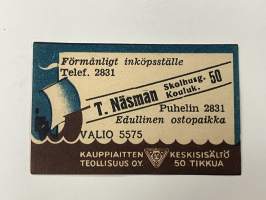 Förmånligt inköpsställe
Telef. 2831
T. Näsman Skolhusg. 50
Kouluk.
Puhelin 2831
Edullinen ostopaikka
VALIO 5575
KAUPPIAITTEN KESKISISÄLTÖ
TEOLLISUUS OY. 50 TIKKUA